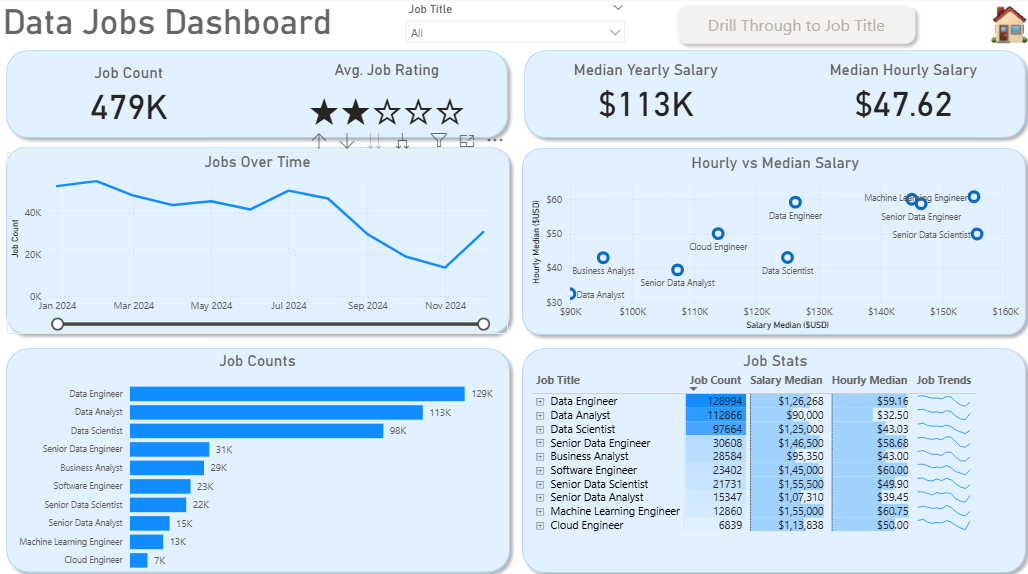 Data Jobs Dashboard
Job Title
All
Drill Through to Job Title
Job Count
479K
Avg. Job Rating
Median Yearly Salary
$113K
Median Hourly Salary
$47.62
Jobs Over Time
Job Count
40K
20K
0K
Jan 2024
Mar 2024
May 2024
Jul 2024
Sep 2024
Nov 2024
Hourly vs Median Salary
Hourly Median ($USD)
$60
$50
$40
$30
Machine Learning Engineer
Data Engineer
Senior Data Engineer
Cloud Engineer
Senior Data Scientist
Business Analyst
Data Scientist
Senior Data Analyst
Data Analyst
$90K
$100K
$110K
$120K
$130K
$140K
$150K
$160K
Salary Median ($USD)
Job Counts
Data Engineer 129K
Data Analyst 113K
Data Scientist 98K
Senior Data Engineer 31K
Business Analyst 29K
Software Engineer 23K
Senior Data Scientist 22K
Senior Data Analyst 15K
Machine Learning Engineer 13K
Cloud Engineer 7K
Job Stats
Job Title Job Count Salary Median Hourly Median Job Trends
Data Engineer 128994 $1,26,268 $59.16
Data Analyst 112866 $90,000 $32.50
Data Scientist 97664 $1,25,000 $43.03
Senior Data Engineer 30608 $1,46,500 $58.68
Business Analyst 28584 $95,350 $43.00
Software Engineer 23402 $1,45,000 $60.00
Senior Data Scientist 21731 $1,55,500 $49.90
Senior Data Analyst 15347 $1,07,310 $39.45
Machine Learning Engineer 12860 $1,55,000 $60.75
Cloud Engineer 6839 $1,13,838 $50.00